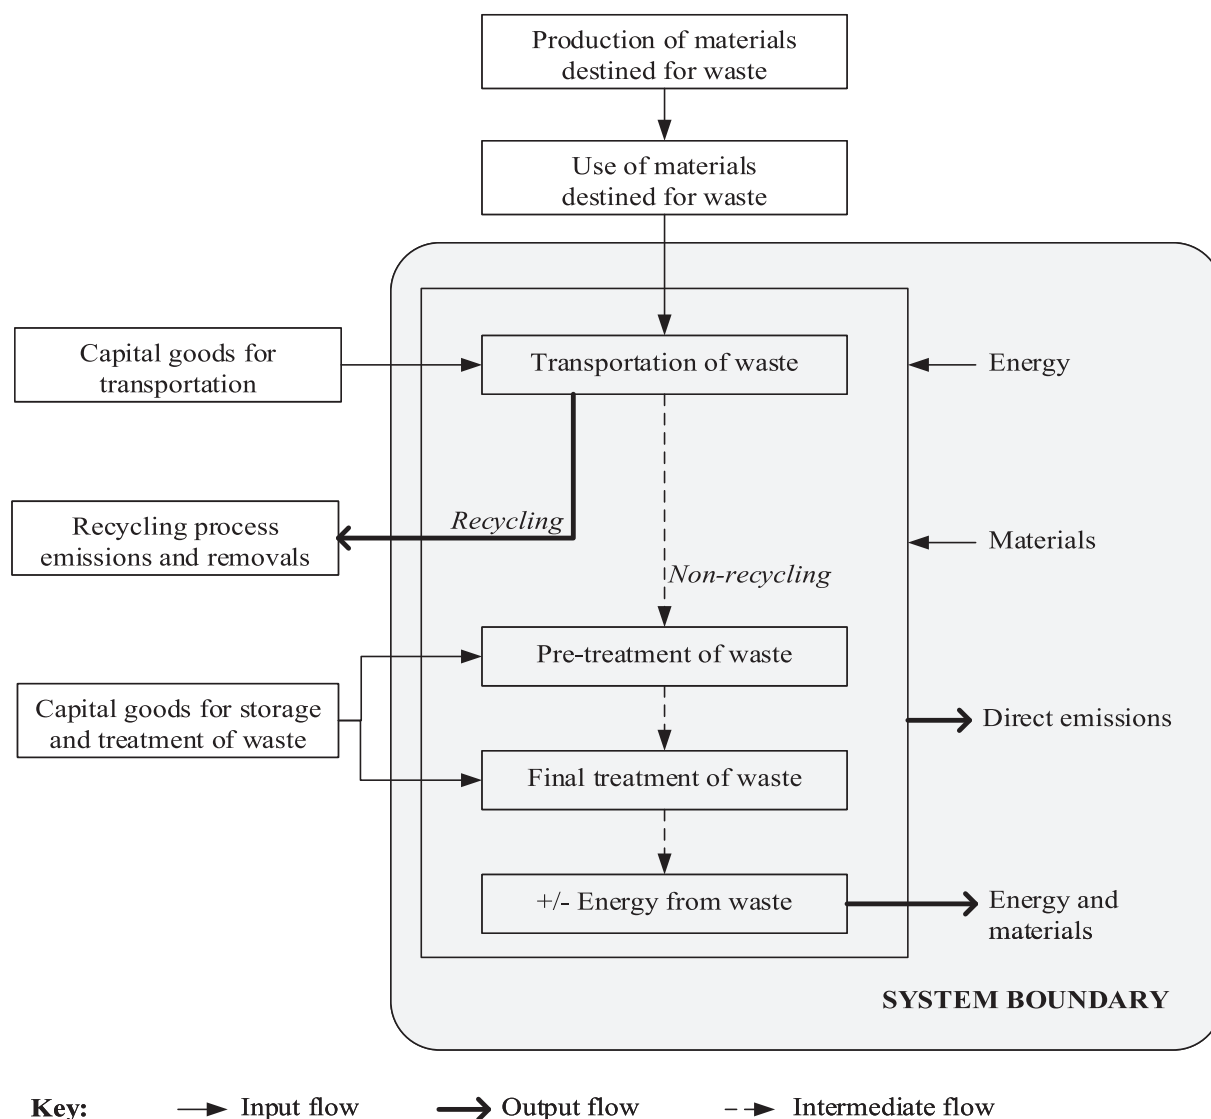 Production of materials
destined for waste
Use of materials
destined for waste
Capital goods for
transportation
Transportation of waste
Energy
Recycling process
emissions and removals
Recycling
Materials
Non-recycling
Pre-treatment of waste
Capital goods for storage
and treatment of waste
Direct emissions
Final treatment of waste
+/- Energy from waste
Energy and
materials
SYSTEM BOUNDARY
Key: Input flow Output flow Intermediate flow